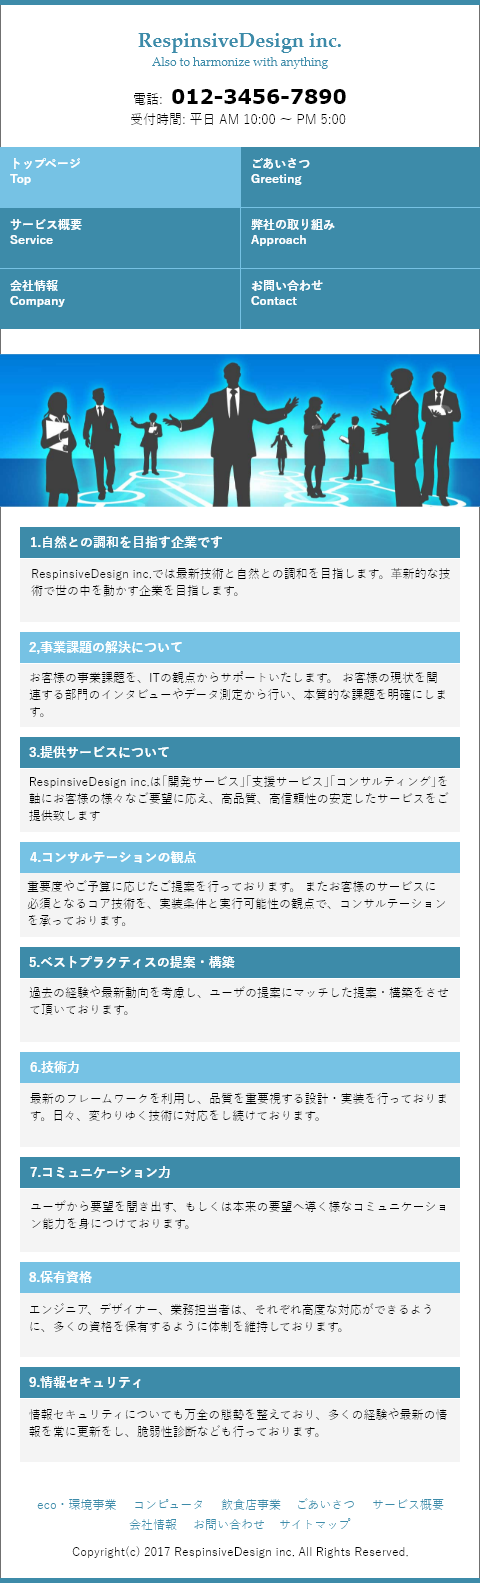 RespinsiveDesign inc.
Also to harmonize with anything
電話: 012-3456-7890
受付時間: 平日 AM 10:00 ～ PM 5:00
トップページ
Top
ごあいさつ
Greeting
サービス概要
Service
弊社の取り組み
Approach
会社情報
Company
お問い合わせ
Contact
1.自然との調和を目指す企業です
RespinsiveDesign inc.では最新技術と自然との調和を目指します。革新的な技
術で世の中を動かす企業を目指します。
2,事業課題の解決について
お客様の事業課題を、ITの観点からサポートいたします。 お客様の現状を関
連する部門のインタビューやデータ測定から行い、本質的な課題を明確にしま
す。
3.提供サービスについて
RespinsiveDesign inc.は｢開発サービス｣｢支援サービス｣｢コンサルティング｣を
軸にお客様の様々なご要望に応え、高品質、高信頼性の安定したサービスをご
提供致します
4.コンサルテーションの観点
重要度やご予算に応じたご提案を行っております。 またお客様のサービスに
必須となるコア技術を、実装条件と実行可能性の観点で、コンサルテーション
を承っております。
5.ベストプラクティスの提案・構築
過去の経験や最新動向を考慮し、ユーザの提案にマッチした提案・構築をさせ
て頂いております。
6.技術力
最新のフレームワークを利用し、品質を重要視する設計・実装を行っておりま
す。日々、変わりゆく技術に対応をし続けております。
7.コミュニケーション力
ユーザから要望を聞き出す、もしくは本来の要望へ導く様なコミュニケーショ
ン能力を身につけております。
8.保有資格
エンジニア、デザイナー、業務担当者は、それぞれ高度な対応ができるよう
に、多くの資格を保有するように体制を維持しております。
9.情報セキュリティ
情報セキュリティについても万全の態勢を整えており、多くの経験や最新の情
報を常に更新をし、脆弱性診断なども行っております。
eco・環境事業 コンピュータ 飲食店事業 ごあいさつ サービス概要
会社情報 お問い合わせ サイトマップ
Copyright(c) 2017 RespinsiveDesign inc. All Rights Reserved.